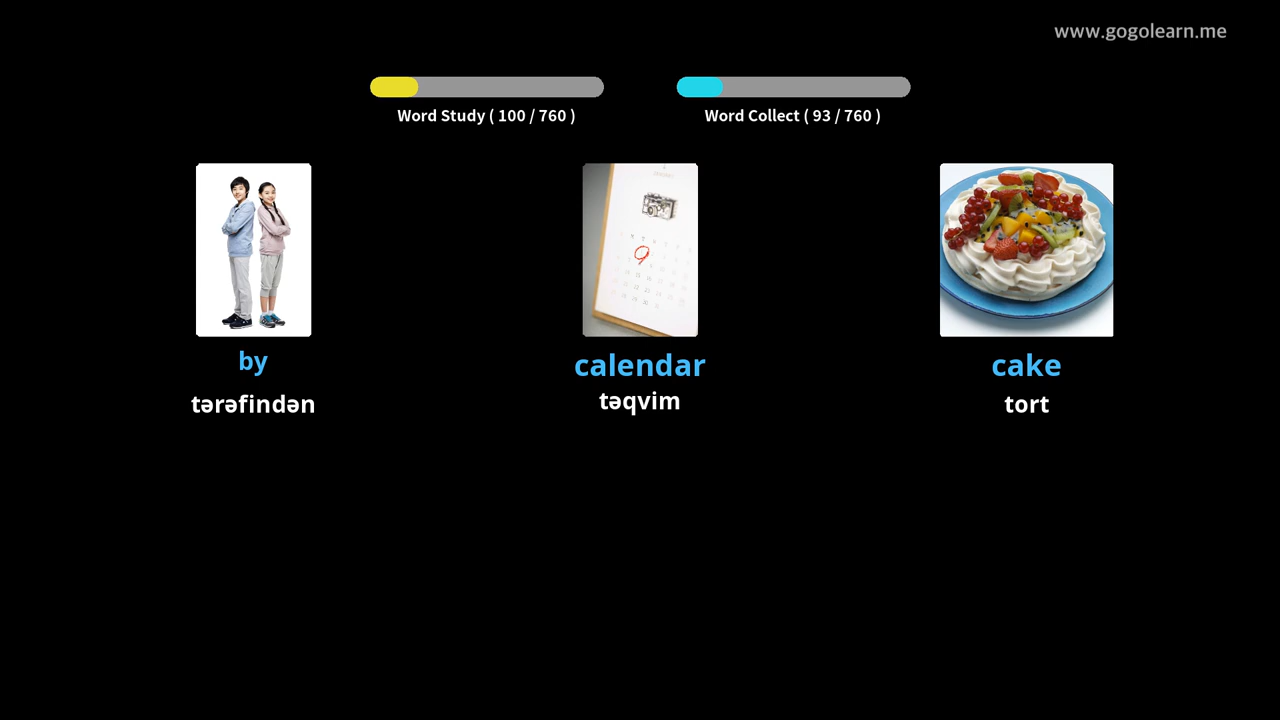 www.gogolearn.me
Word Study ( 100 / 760 )
Word Collect ( 93 / 760 )
by
calendar
cake
tərəfindən
təqvim
tort